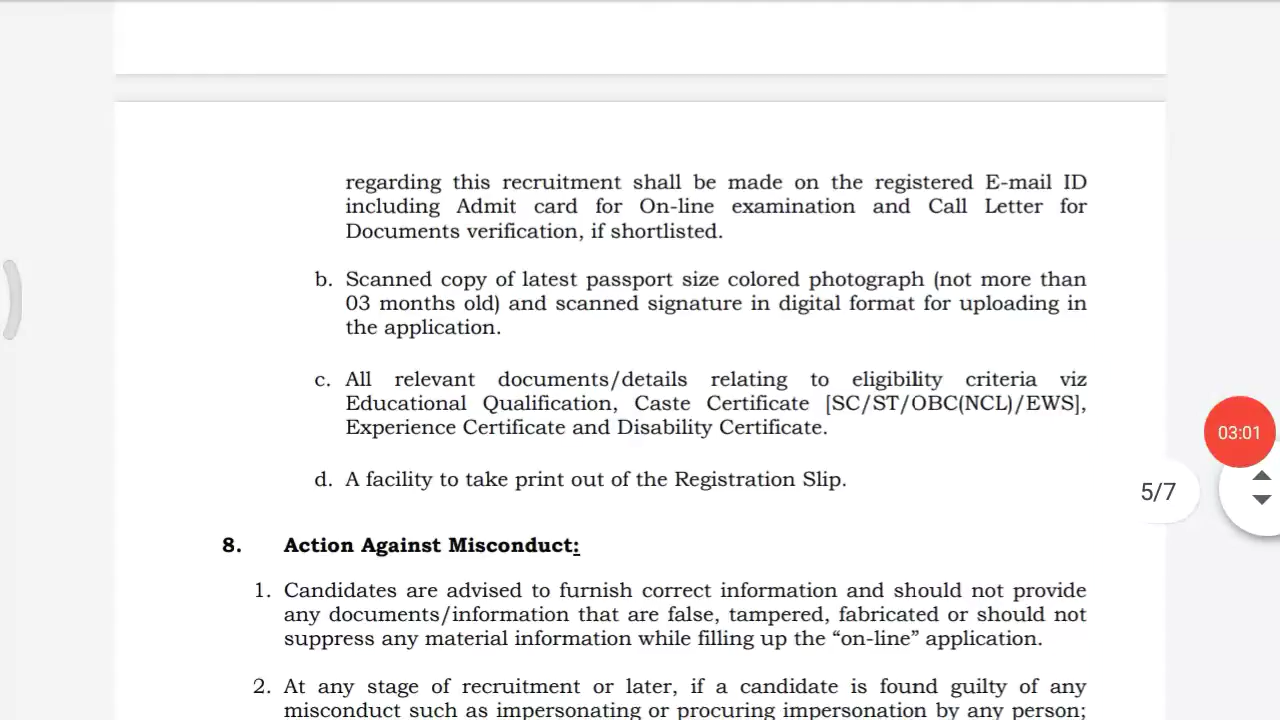 regarding this recruitment shall be made on the registered E-mail ID
including Admit card for On-line examination and Call Letter for
Documents verification, if shortlisted.
b. Scanned copy of latest passport size colored photograph (not more than
03 months old) and scanned signature in digital format for uploading in
the application.
c. All relevant documents/details relating to eligibility criteria viz
Educational Qualification, Caste Certificate [SC/ST/OBC(NCL)/EWS],
Experience Certificate and Disability Certificate.
03:01
d. A facility to take print out of the Registration Slip.
5/7
8. Action Against Misconduct:
1. Candidates are advised to furnish correct information and should not provide
any documents/information that are false, tampered, fabricated or should not
suppress any material information while filling up the “on-line” application.
2. At any stage of recruitment or later, if a candidate is found guilty of any
misconduct such as impersonating or procuring impersonation by any person;